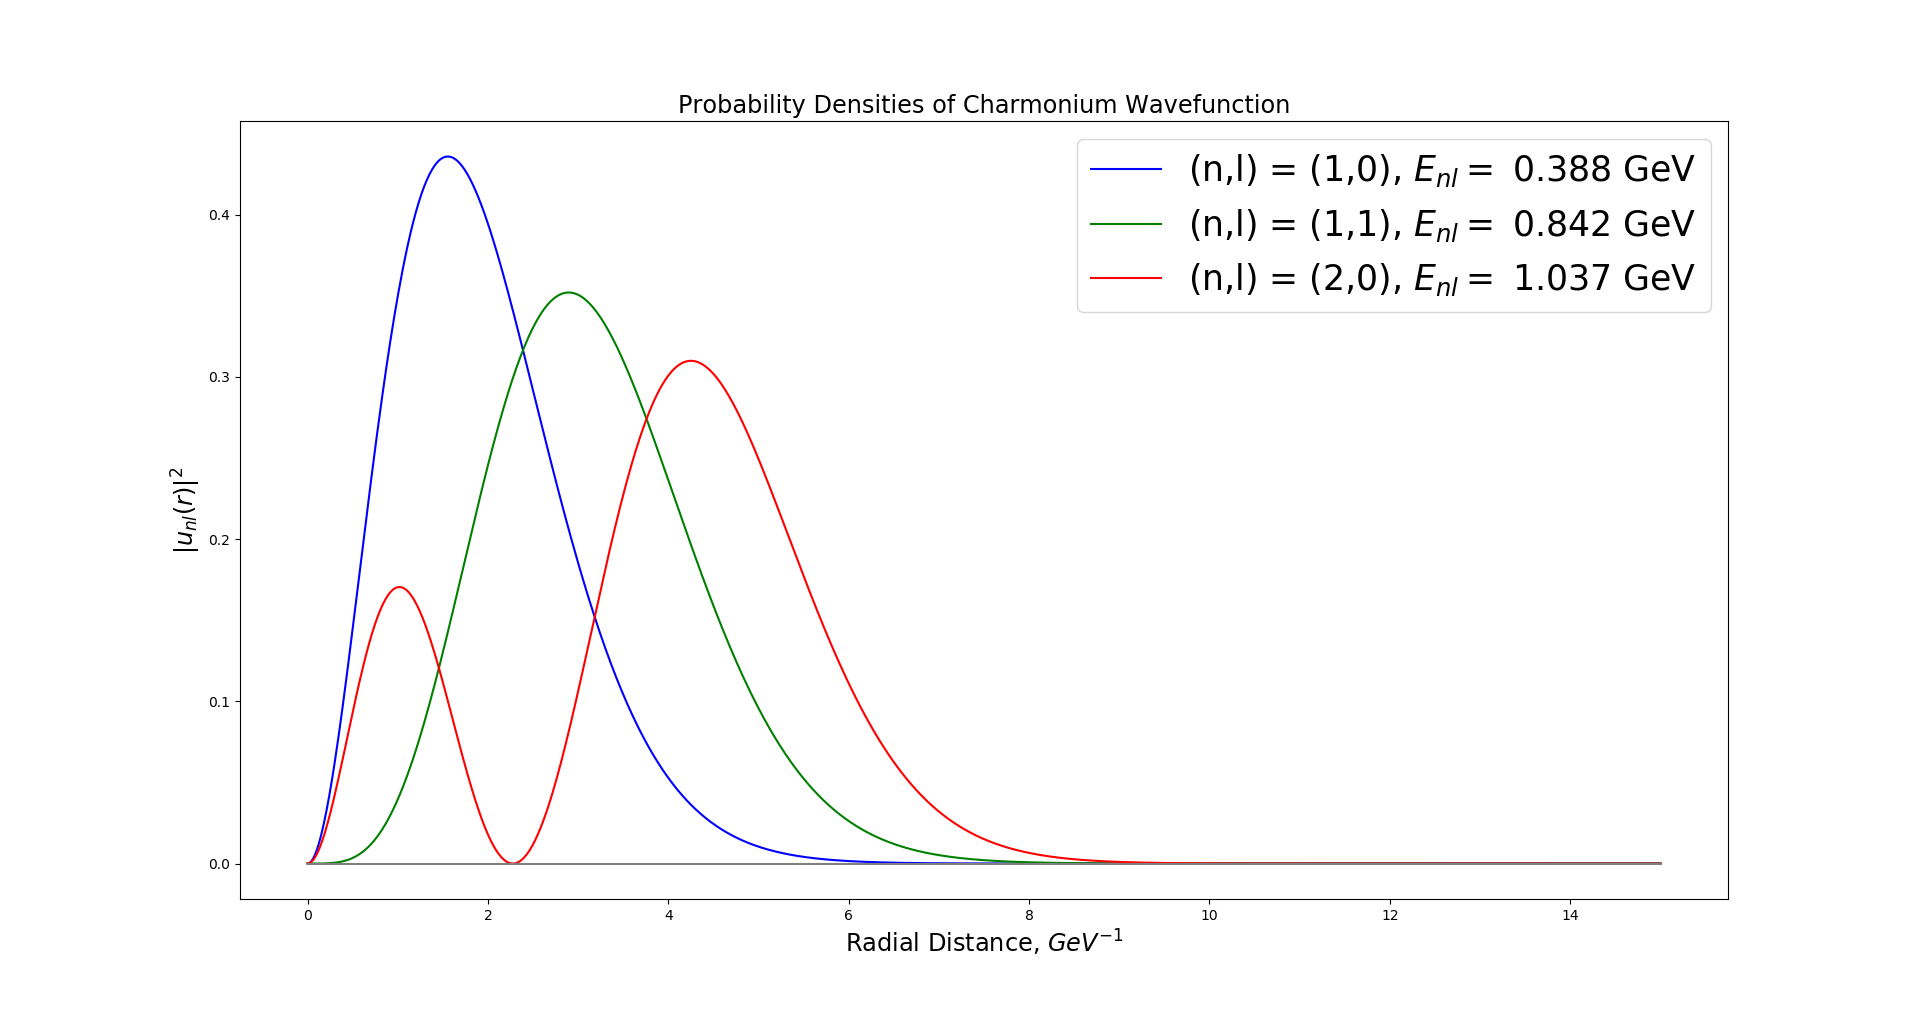 Probability Densities of Charmonium Wavefunction
(n,l) = (1,0), $E_{nl}$ = 0.388 GeV
(n,l) = (1,1), $E_{nl}$ = 0.842 GeV
(n,l) = (2,0), $E_{nl}$ = 1.037 GeV
$|u_{nl}(r)|^2$
0.4
0.3
0.2
0.1
0.0
0 2 4 6 8 10 12 14
Radial Distance, $GeV^{-1}$